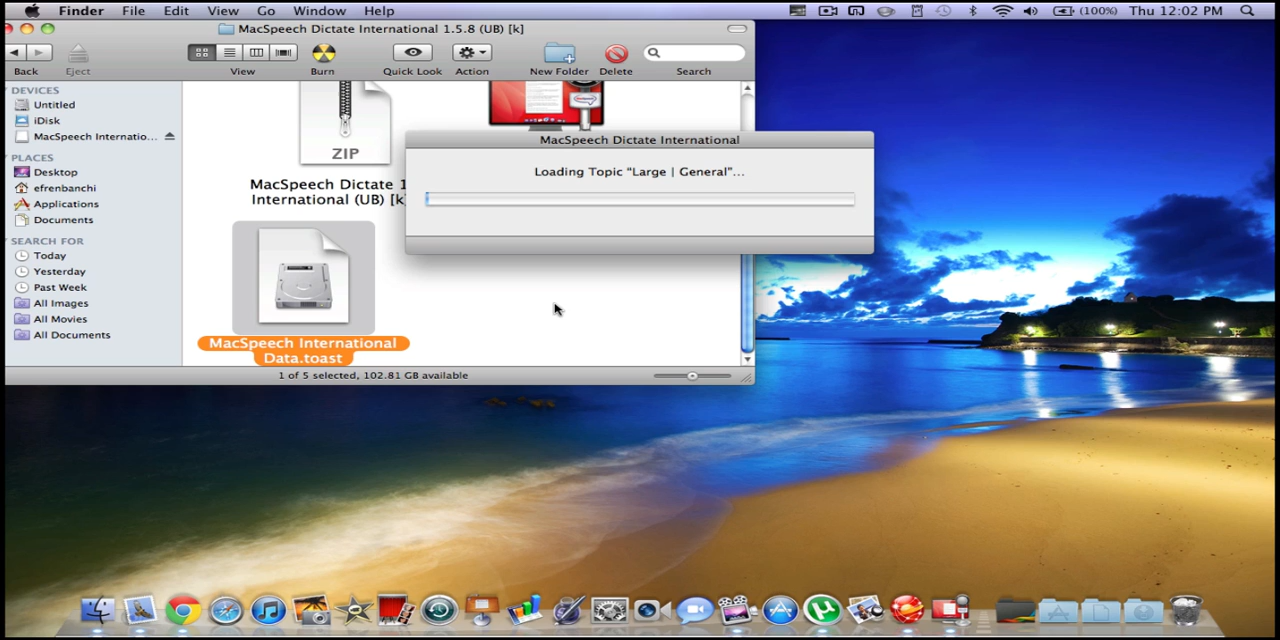 Finder File Edit View Go Window Help (100%) Thu 12:02 PM
MacSpeech Dictate International 1.5.8 (UB) [k]
Back Eject View Burn Quick Look Action New Folder Delete Search
DEVICES
Untitled
iDisk
MacSpeech Internatio...
PLACES
Desktop
efrenbanchi
Applications
Documents
SEARCH FOR
Today
Yesterday
Past Week
All Images
All Movies
All Documents
ZIP
MacSpeech Dictate 1
International (UB) [k
MacSpeech International
Data.toast
1 of 5 selected, 102.81 GB available
MacSpeech Dictate International
Loading Topic “Large | General”...